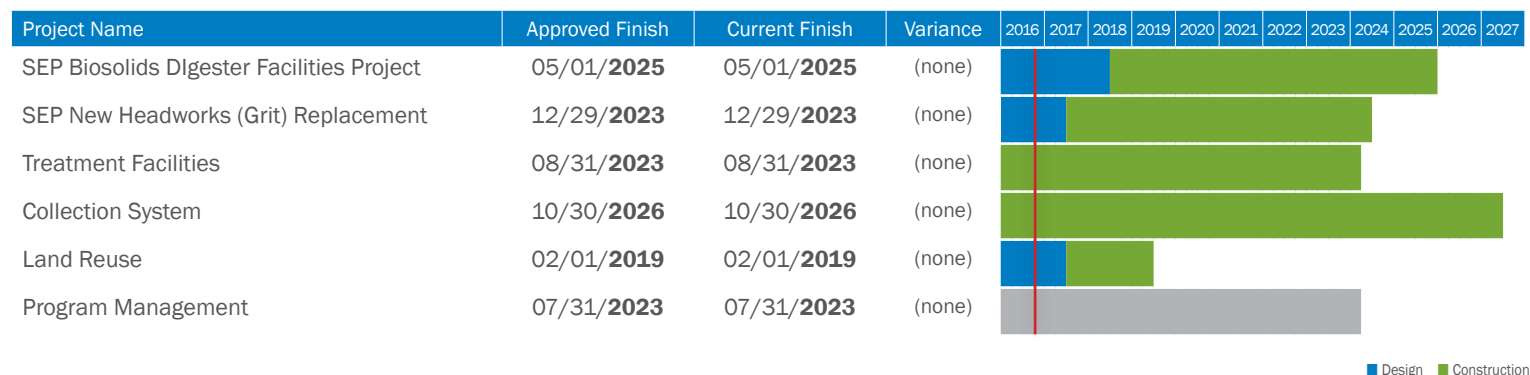 Project Name Approved Finish Current Finish Variance 2016 2017 2018 2019 2020 2021 2022 2023 2024 2025 2026 2027
SEP Biosolids DIgester Facilities Project 05/01/2025 05/01/2025 (none)
SEP New Headworks (Grit) Replacement 12/29/2023 12/29/2023 (none)
Treatment Facilities 08/31/2023 08/31/2023 (none)
Collection System 10/30/2026 10/30/2026 (none)
Land Reuse 02/01/2019 02/01/2019 (none)
Program Management 07/31/2023 07/31/2023 (none)
Design Construction